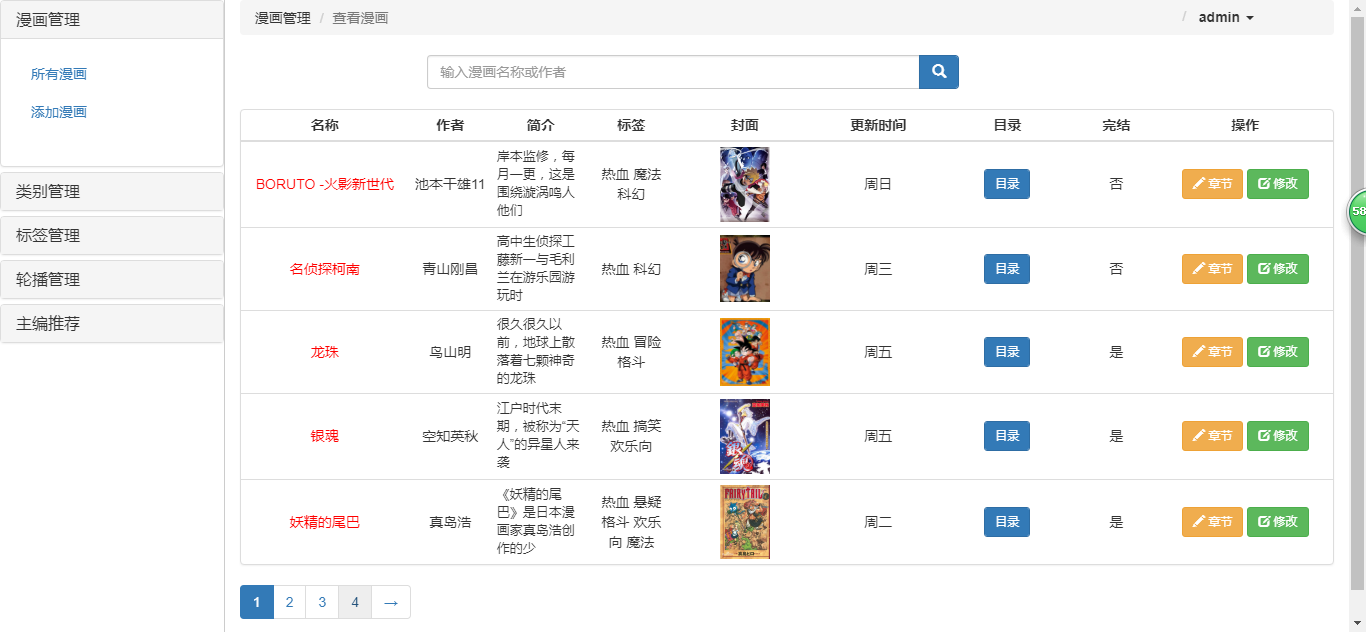 漫画管理
所有漫画
添加漫画
类别管理
标签管理
轮播管理
主编推荐
漫画管理 / 查看漫画 / admin
输入漫画名称或作者
名称 作者 简介 标签 封面 更新时间 目录 完结 操作
BORUTO -火影新世代 池本干雄11 岸本监修，每 热血 魔法 周日 目录 否 章节 修改
月一更，这是 科幻
围绕漩涡鸣人
他们
名侦探柯南 青山刚昌 高中生侦探工 热血 科幻 周三 目录 否 章节 修改
藤新一与毛利
兰在游乐园游
玩时
龙珠 鸟山明 很久很久以 热血 冒险 周五 目录 是 章节 修改
前，地球上散 格斗
落着七颗神奇
的龙珠
银魂 空知英秋 江户时代末 热血 搞笑 周五 目录 是 章节 修改
期，被称为“天 欢乐向
人”的异星人来
袭
妖精的尾巴 真岛浩 《妖精的尾 热血 悬疑 FAIRY TAIL 周二 目录 是 章节 修改
巴》是日本漫 格斗 欢乐
画家真岛浩创 向 魔法
作的少
1 2 3 4 →
58